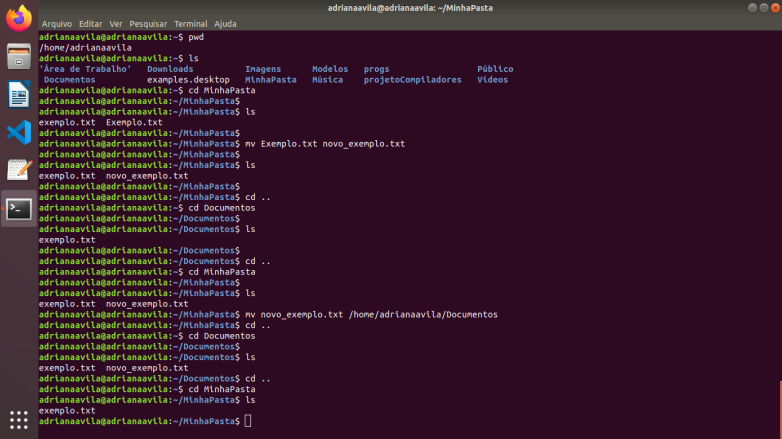 adrianaavila@adrianaavila: ~/MinhaPasta
Arquivo Editar Ver Pesquisar Terminal Ajuda
adrianaavila@adrianaavila:~$ pwd
/home/adrianaavila
adrianaavila@adrianaavila:~$ ls
'Área de Trabalho' Downloads Imagens Modelos progs Público
Documentos examples.desktop MinhaPasta Música projetoCompiladores Vídeos
adrianaavila@adrianaavila:~$ cd MinhaPasta
adrianaavila@adrianaavila:~/MinhaPasta$
adrianaavila@adrianaavila:~/MinhaPasta$ ls
exemplo.txt Exemplo.txt
adrianaavila@adrianaavila:~/MinhaPasta$
adrianaavila@adrianaavila:~/MinhaPasta$ mv Exemplo.txt novo_exemplo.txt
adrianaavila@adrianaavila:~/MinhaPasta$
adrianaavila@adrianaavila:~/MinhaPasta$ ls
exemplo.txt novo_exemplo.txt
adrianaavila@adrianaavila:~/MinhaPasta$
adrianaavila@adrianaavila:~/MinhaPasta$ cd ..
adrianaavila@adrianaavila:~$ cd Documentos
adrianaavila@adrianaavila:~/Documentos$
adrianaavila@adrianaavila:~/Documentos$ ls
exemplo.txt
adrianaavila@adrianaavila:~/Documentos$
adrianaavila@adrianaavila:~/Documentos$ cd ..
adrianaavila@adrianaavila:~$ cd MinhaPasta
adrianaavila@adrianaavila:~/MinhaPasta$
adrianaavila@adrianaavila:~/MinhaPasta$ ls
exemplo.txt novo_exemplo.txt
adrianaavila@adrianaavila:~/MinhaPasta$ mv novo_exemplo.txt /home/adrianaavila/Documentos
adrianaavila@adrianaavila:~/MinhaPasta$ cd ..
adrianaavila@adrianaavila:~$ cd Documentos
adrianaavila@adrianaavila:~/Documentos$
adrianaavila@adrianaavila:~/Documentos$ ls
exemplo.txt novo_exemplo.txt
adrianaavila@adrianaavila:~/Documentos$ cd ..
adrianaavila@adrianaavila:~$ cd MinhaPasta
adrianaavila@adrianaavila:~/MinhaPasta$ ls
exemplo.txt
adrianaavila@adrianaavila:~/MinhaPasta$